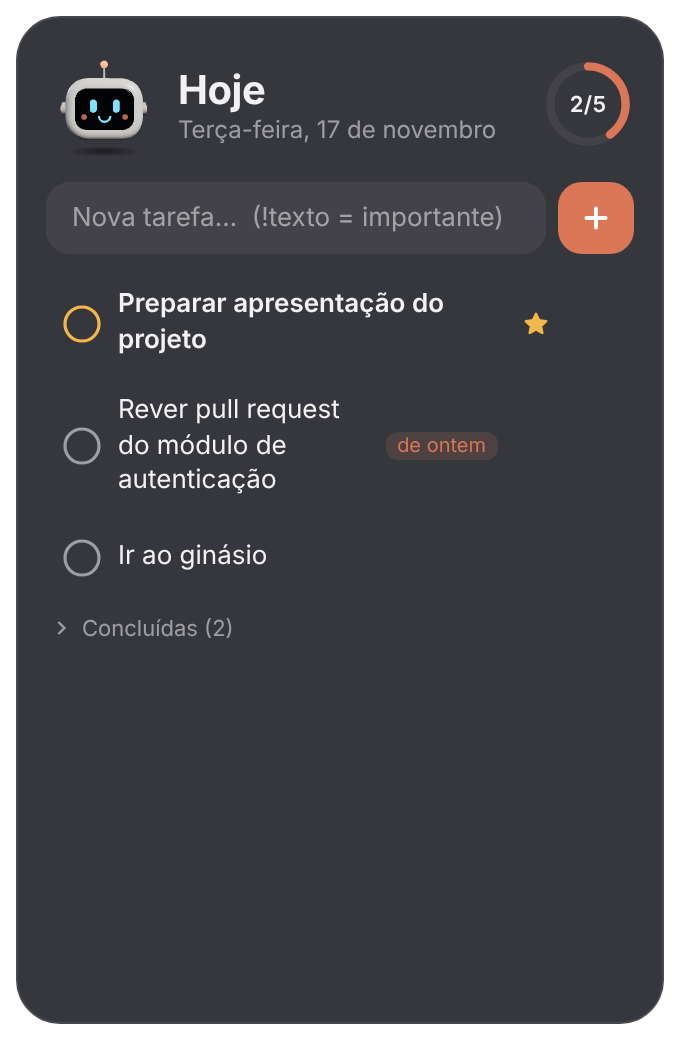 Hoje
Terça-feira, 17 de novembro
2/5
Nova tarefa... (!texto = importante)
Preparar apresentação do
projeto
Rever pull request
do módulo de
autenticação
de ontem
Ir ao ginásio
Concluídas (2)